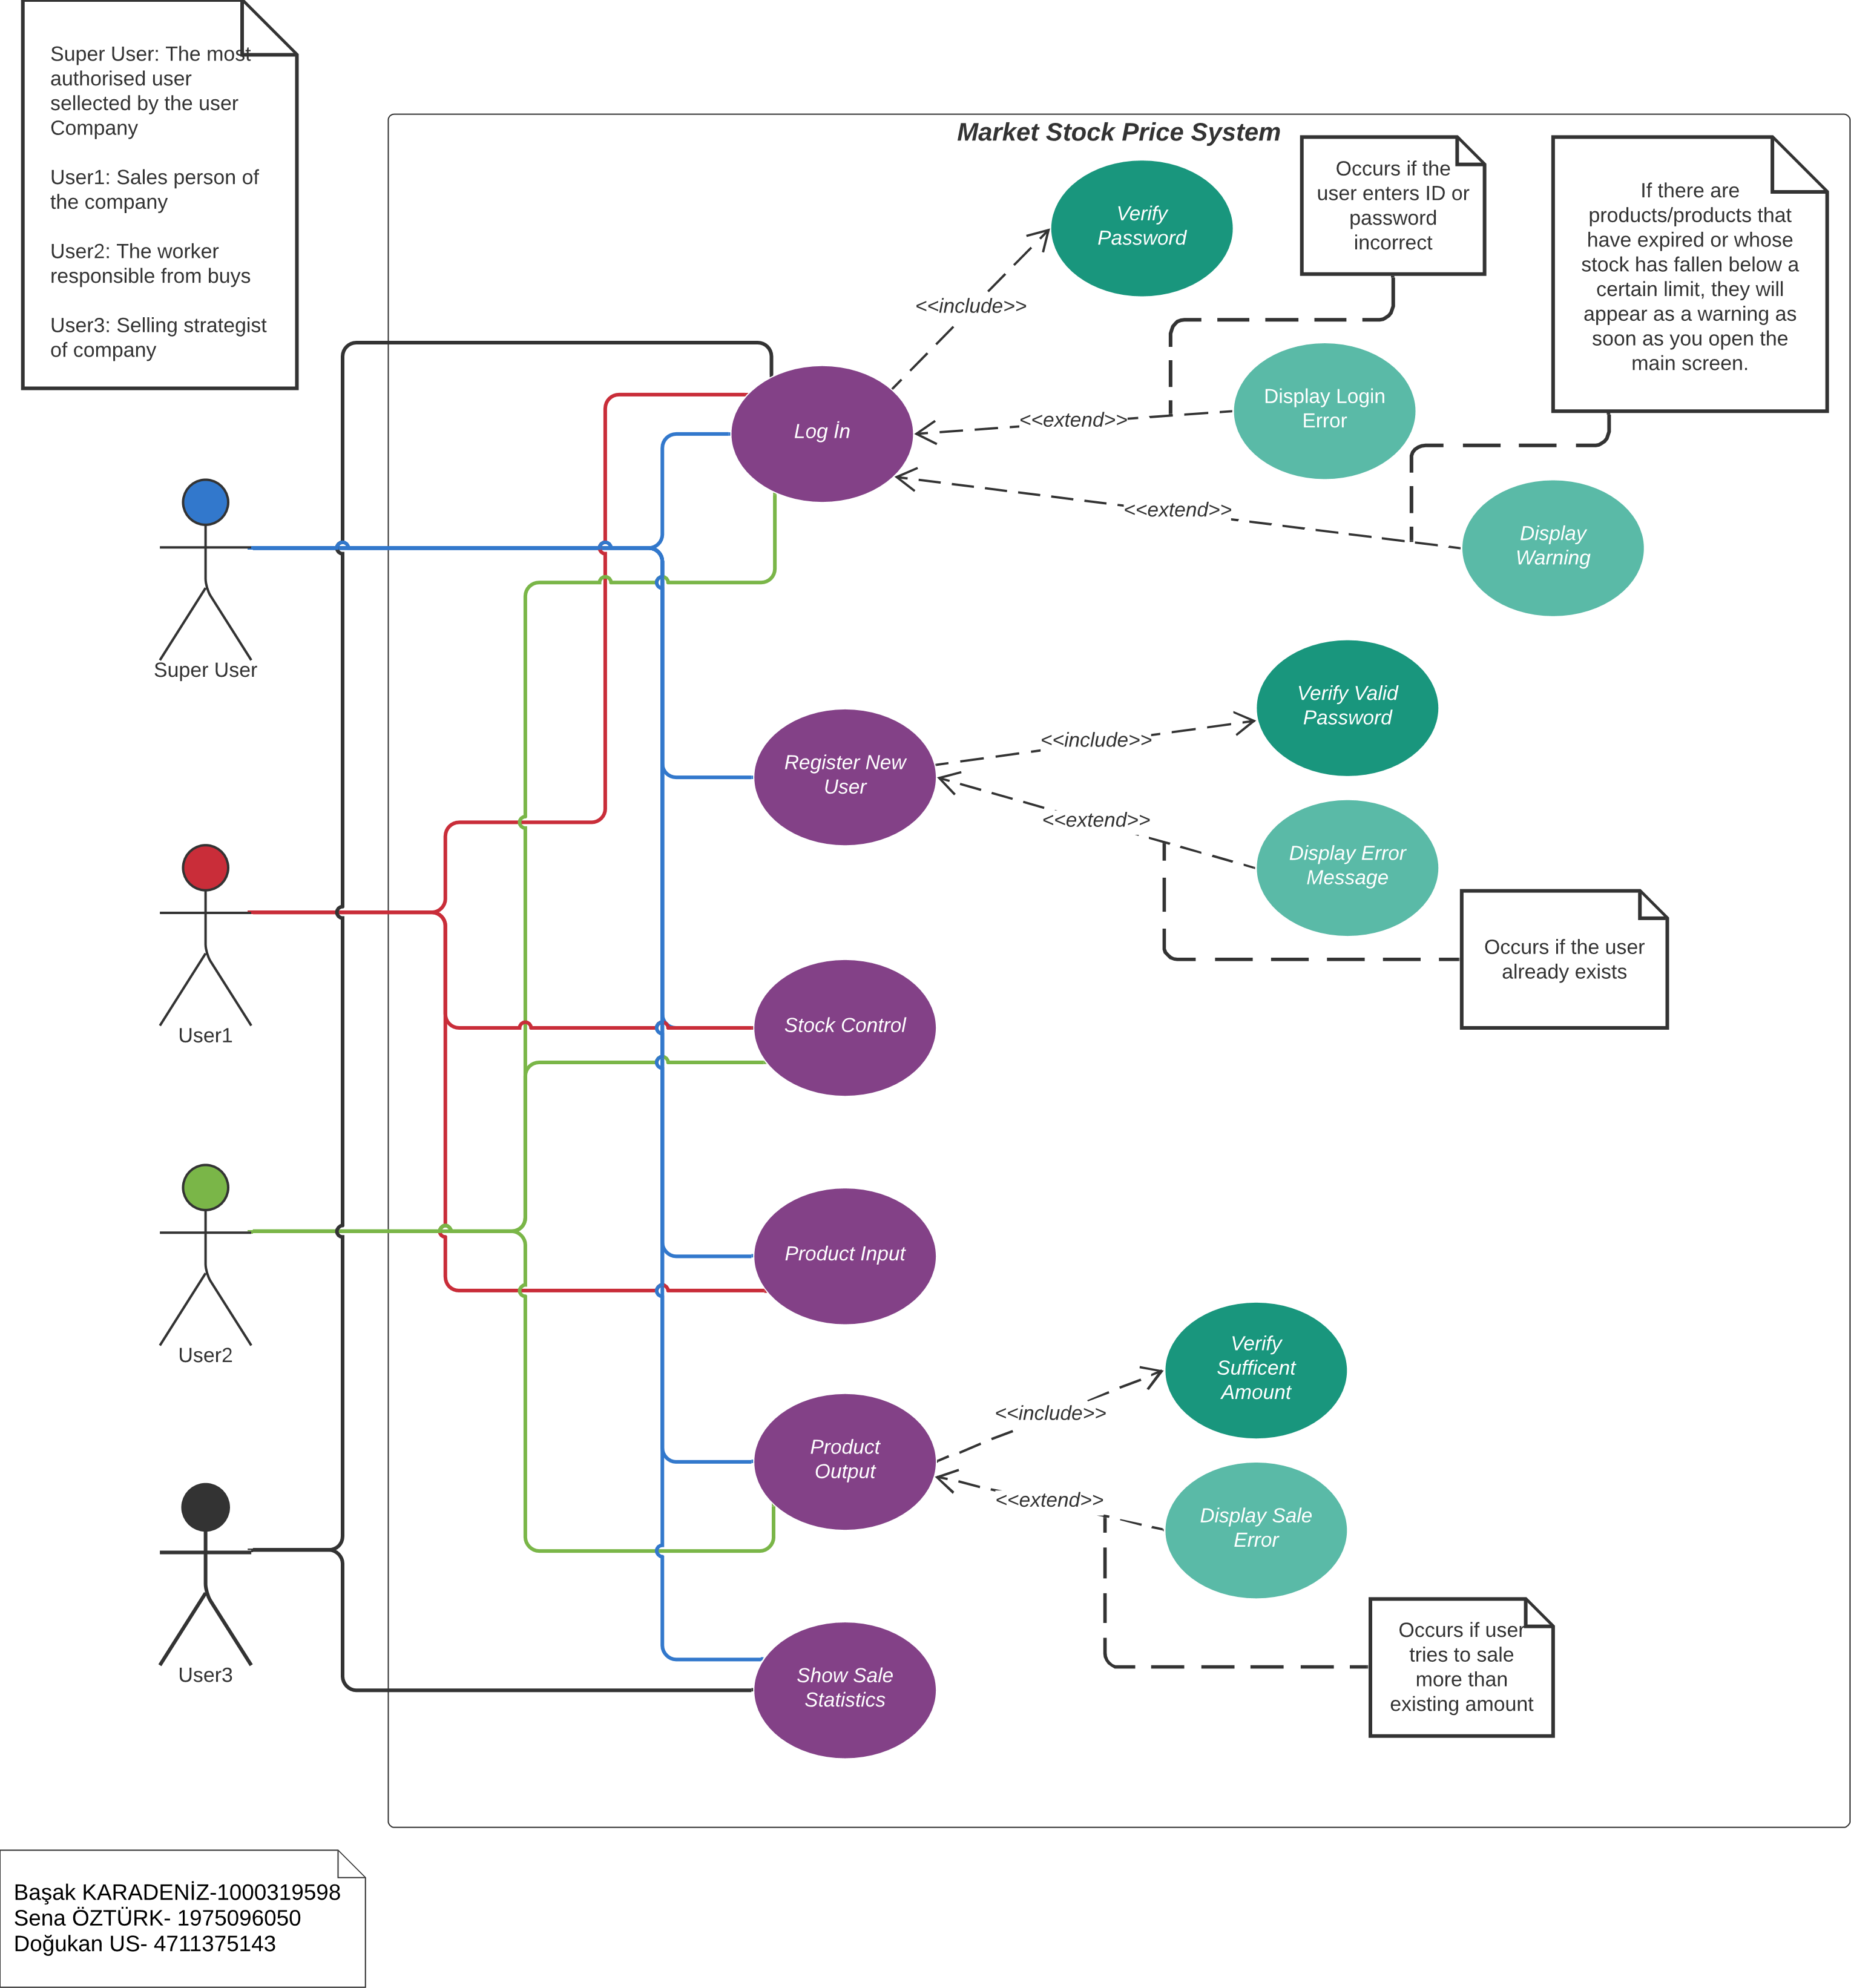 Super User: The most
authorised user
sellected by the user
Company
User1: Sales person of
the company
User2: The worker
responsible from buys
User3: Selling strategist
of company
Market Stock Price System
Verify
Password
Occurs if the
user enters ID or
password
incorrect
If there are
products/products that
have expired or whose
stock has fallen below a
certain limit, they will
appear as a warning as
soon as you open the
main screen.
<<include>>
Log İn
<<extend>>
Display Login
Error
<<extend>>
Display
Warning
Super User
Verify Valid
Password
<<include>>
Register New
User
<<extend>>
Display Error
Message
Occurs if the user
already exists
User1
Stock Control
User2
Product Input
Verify
Sufficent
Amount
<<include>>
Product
Output
<<extend>>
Display Sale
Error
Occurs if user
tries to sale
more than
existing amount
User3
Show Sale
Statistics
Başak KARADENİZ-1000319598
Sena ÖZTÜRK- 1975096050
Doğukan US- 4711375143